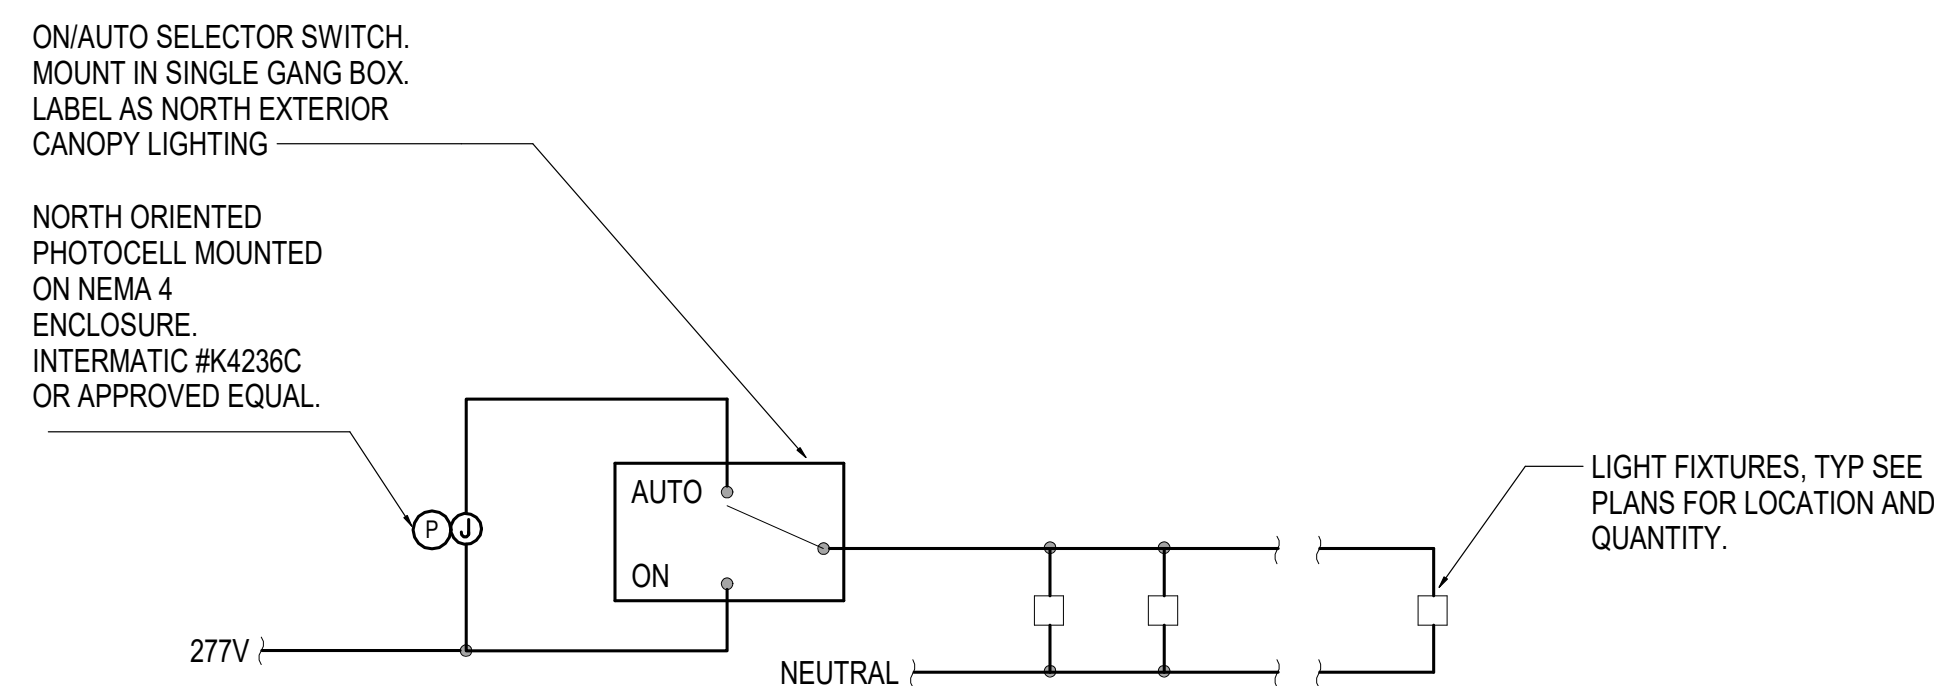 ON/AUTO SELECTOR SWITCH.
MOUNT IN SINGLE GANG BOX.
LABEL AS NORTH EXTERIOR
CANOPY LIGHTING
NORTH ORIENTED
PHOTOCELL MOUNTED
ON NEMA 4
ENCLOSURE.
INTERMATIC #K4236C
OR APPROVED EQUAL.
LIGHT FIXTURES, TYP SEE
PLANS FOR LOCATION AND
QUANTITY.
AUTO
P J
ON
277V
NEUTRAL